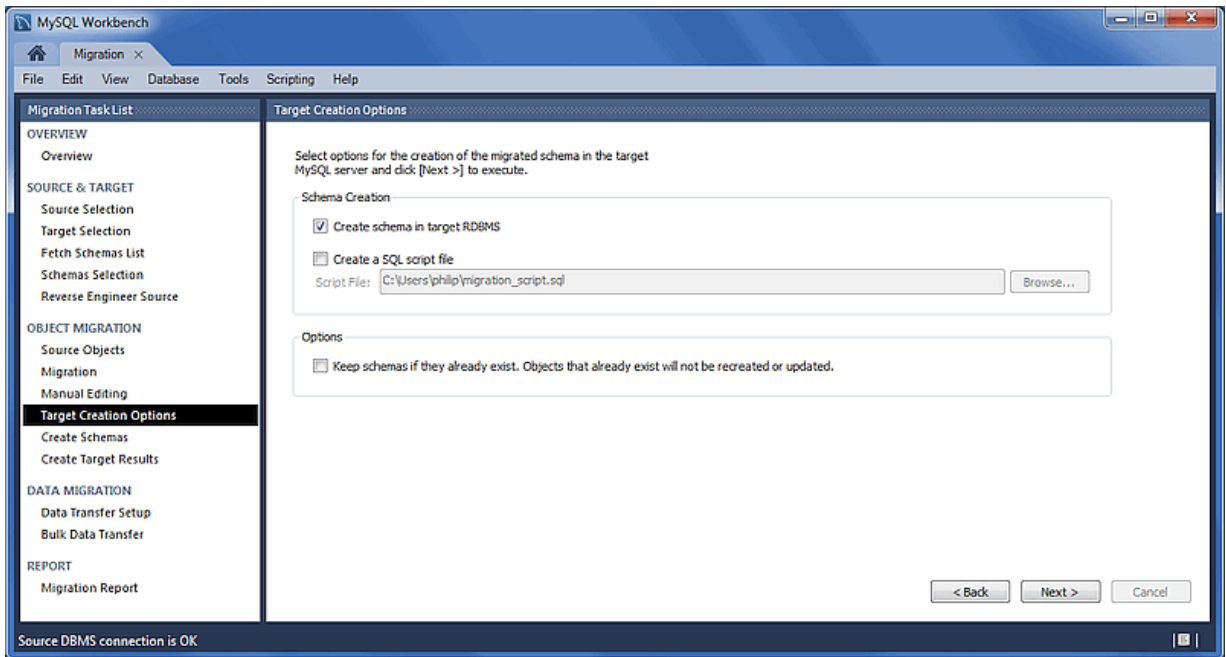 MySQL Workbench
Migration
File Edit View Database Tools Scripting Help
Migration Task List
OVERVIEW
Overview
SOURCE & TARGET
Source Selection
Target Selection
Fetch Schemas List
Schemas Selection
Reverse Engineer Source
OBJECT MIGRATION
Source Objects
Migration
Manual Editing
Target Creation Options
Create Schemas
Create Target Results
DATA MIGRATION
Data Transfer Setup
Bulk Data Transfer
REPORT
Migration Report
Target Creation Options
Select options for the creation of the migrated schema in the target
MySQL server and click [Next >] to execute.
Schema Creation
Create schema in target RDBMS
Create a SQL script file
Script File: C:\Users\philip\migration_script.sql Browse...
Options
Keep schemas if they already exist. Objects that already exist will not be recreated or updated.
< Back Next > Cancel
Source DBMS connection is OK